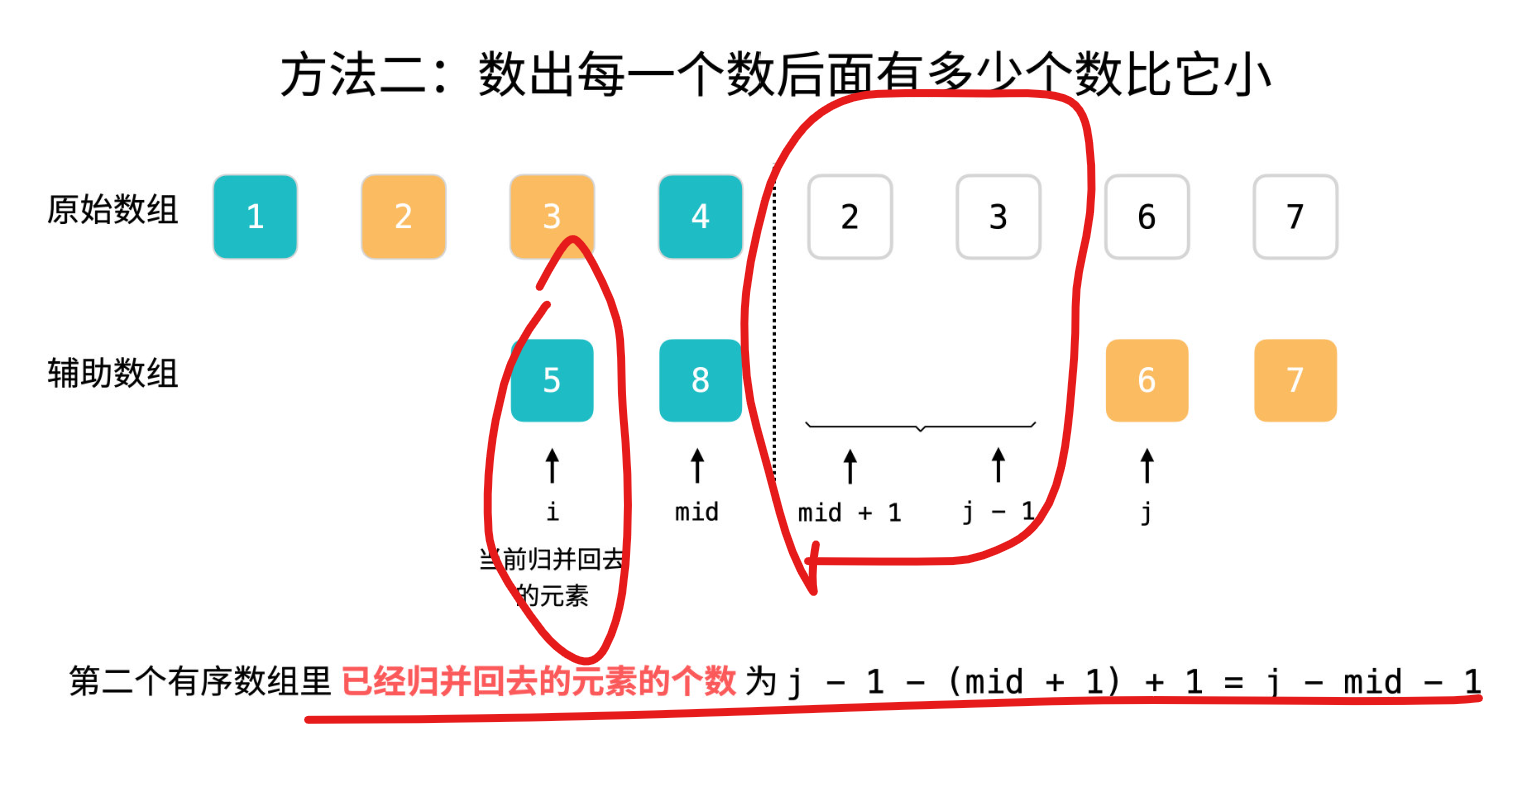 方法二：数出每一个数后面有多少个数比它小
原始数组 1 2 3 4 2 3 6 7
辅助数组 5 8 6 7
i mid mid + 1 j - 1 j
当前归并回去
的元素
第二个有序数组里 已经归并回去的元素的个数 为 j - 1 - (mid + 1) + 1 = j - mid - 1